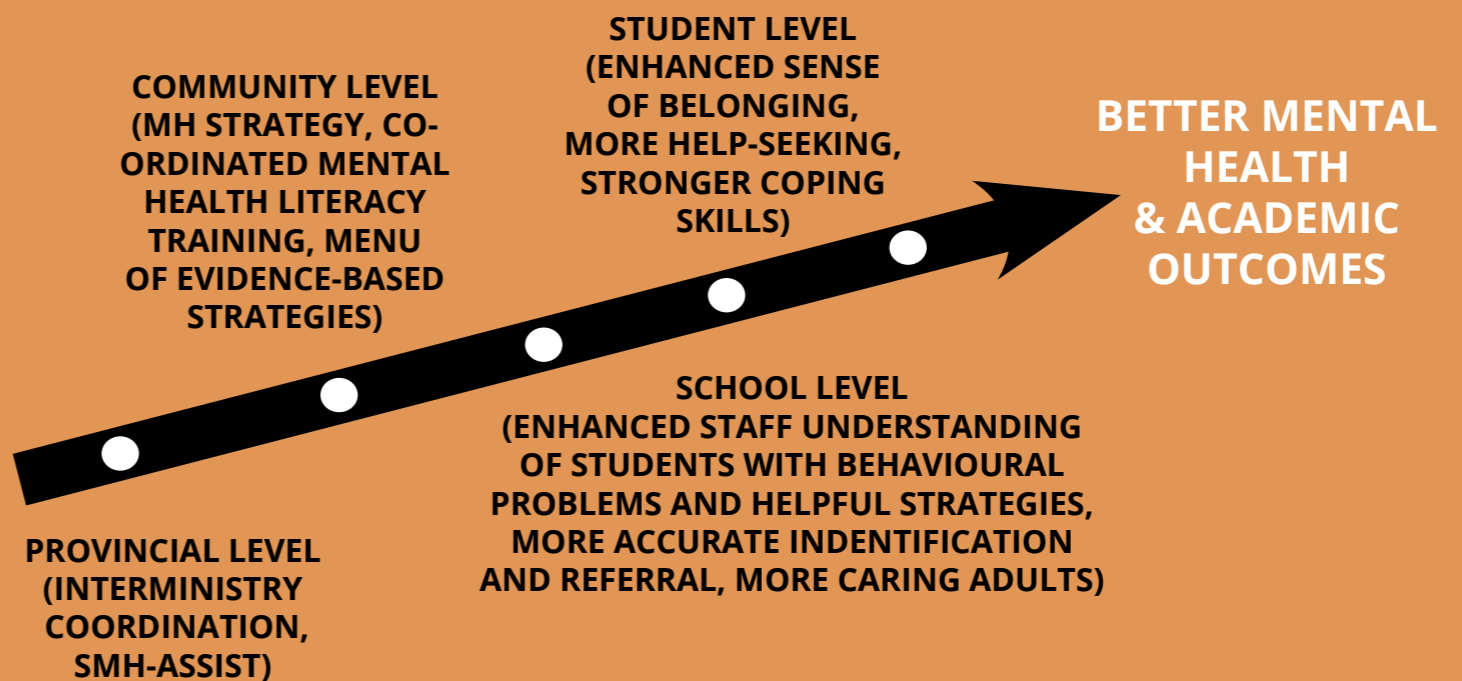 COMMUNITY LEVEL
(MH STRATEGY, CO-
ORDINATED MENTAL
HEALTH LITERACY
TRAINING, MENU
OF EVIDENCE-BASED
STRATEGIES)
STUDENT LEVEL
(ENHANCED SENSE
OF BELONGING,
MORE HELP-SEEKING,
STRONGER COPING
SKILLS)
BETTER MENTAL
HEALTH
& ACADEMIC
OUTCOMES
PROVINCIAL LEVEL
(INTERMINISTRY
COORDINATION,
SMH-ASSIST)
SCHOOL LEVEL
(ENHANCED STAFF UNDERSTANDING
OF STUDENTS WITH BEHAVIOURAL
PROBLEMS AND HELPFUL STRATEGIES,
MORE ACCURATE INDENTIFICATION
AND REFERRAL, MORE CARING ADULTS)